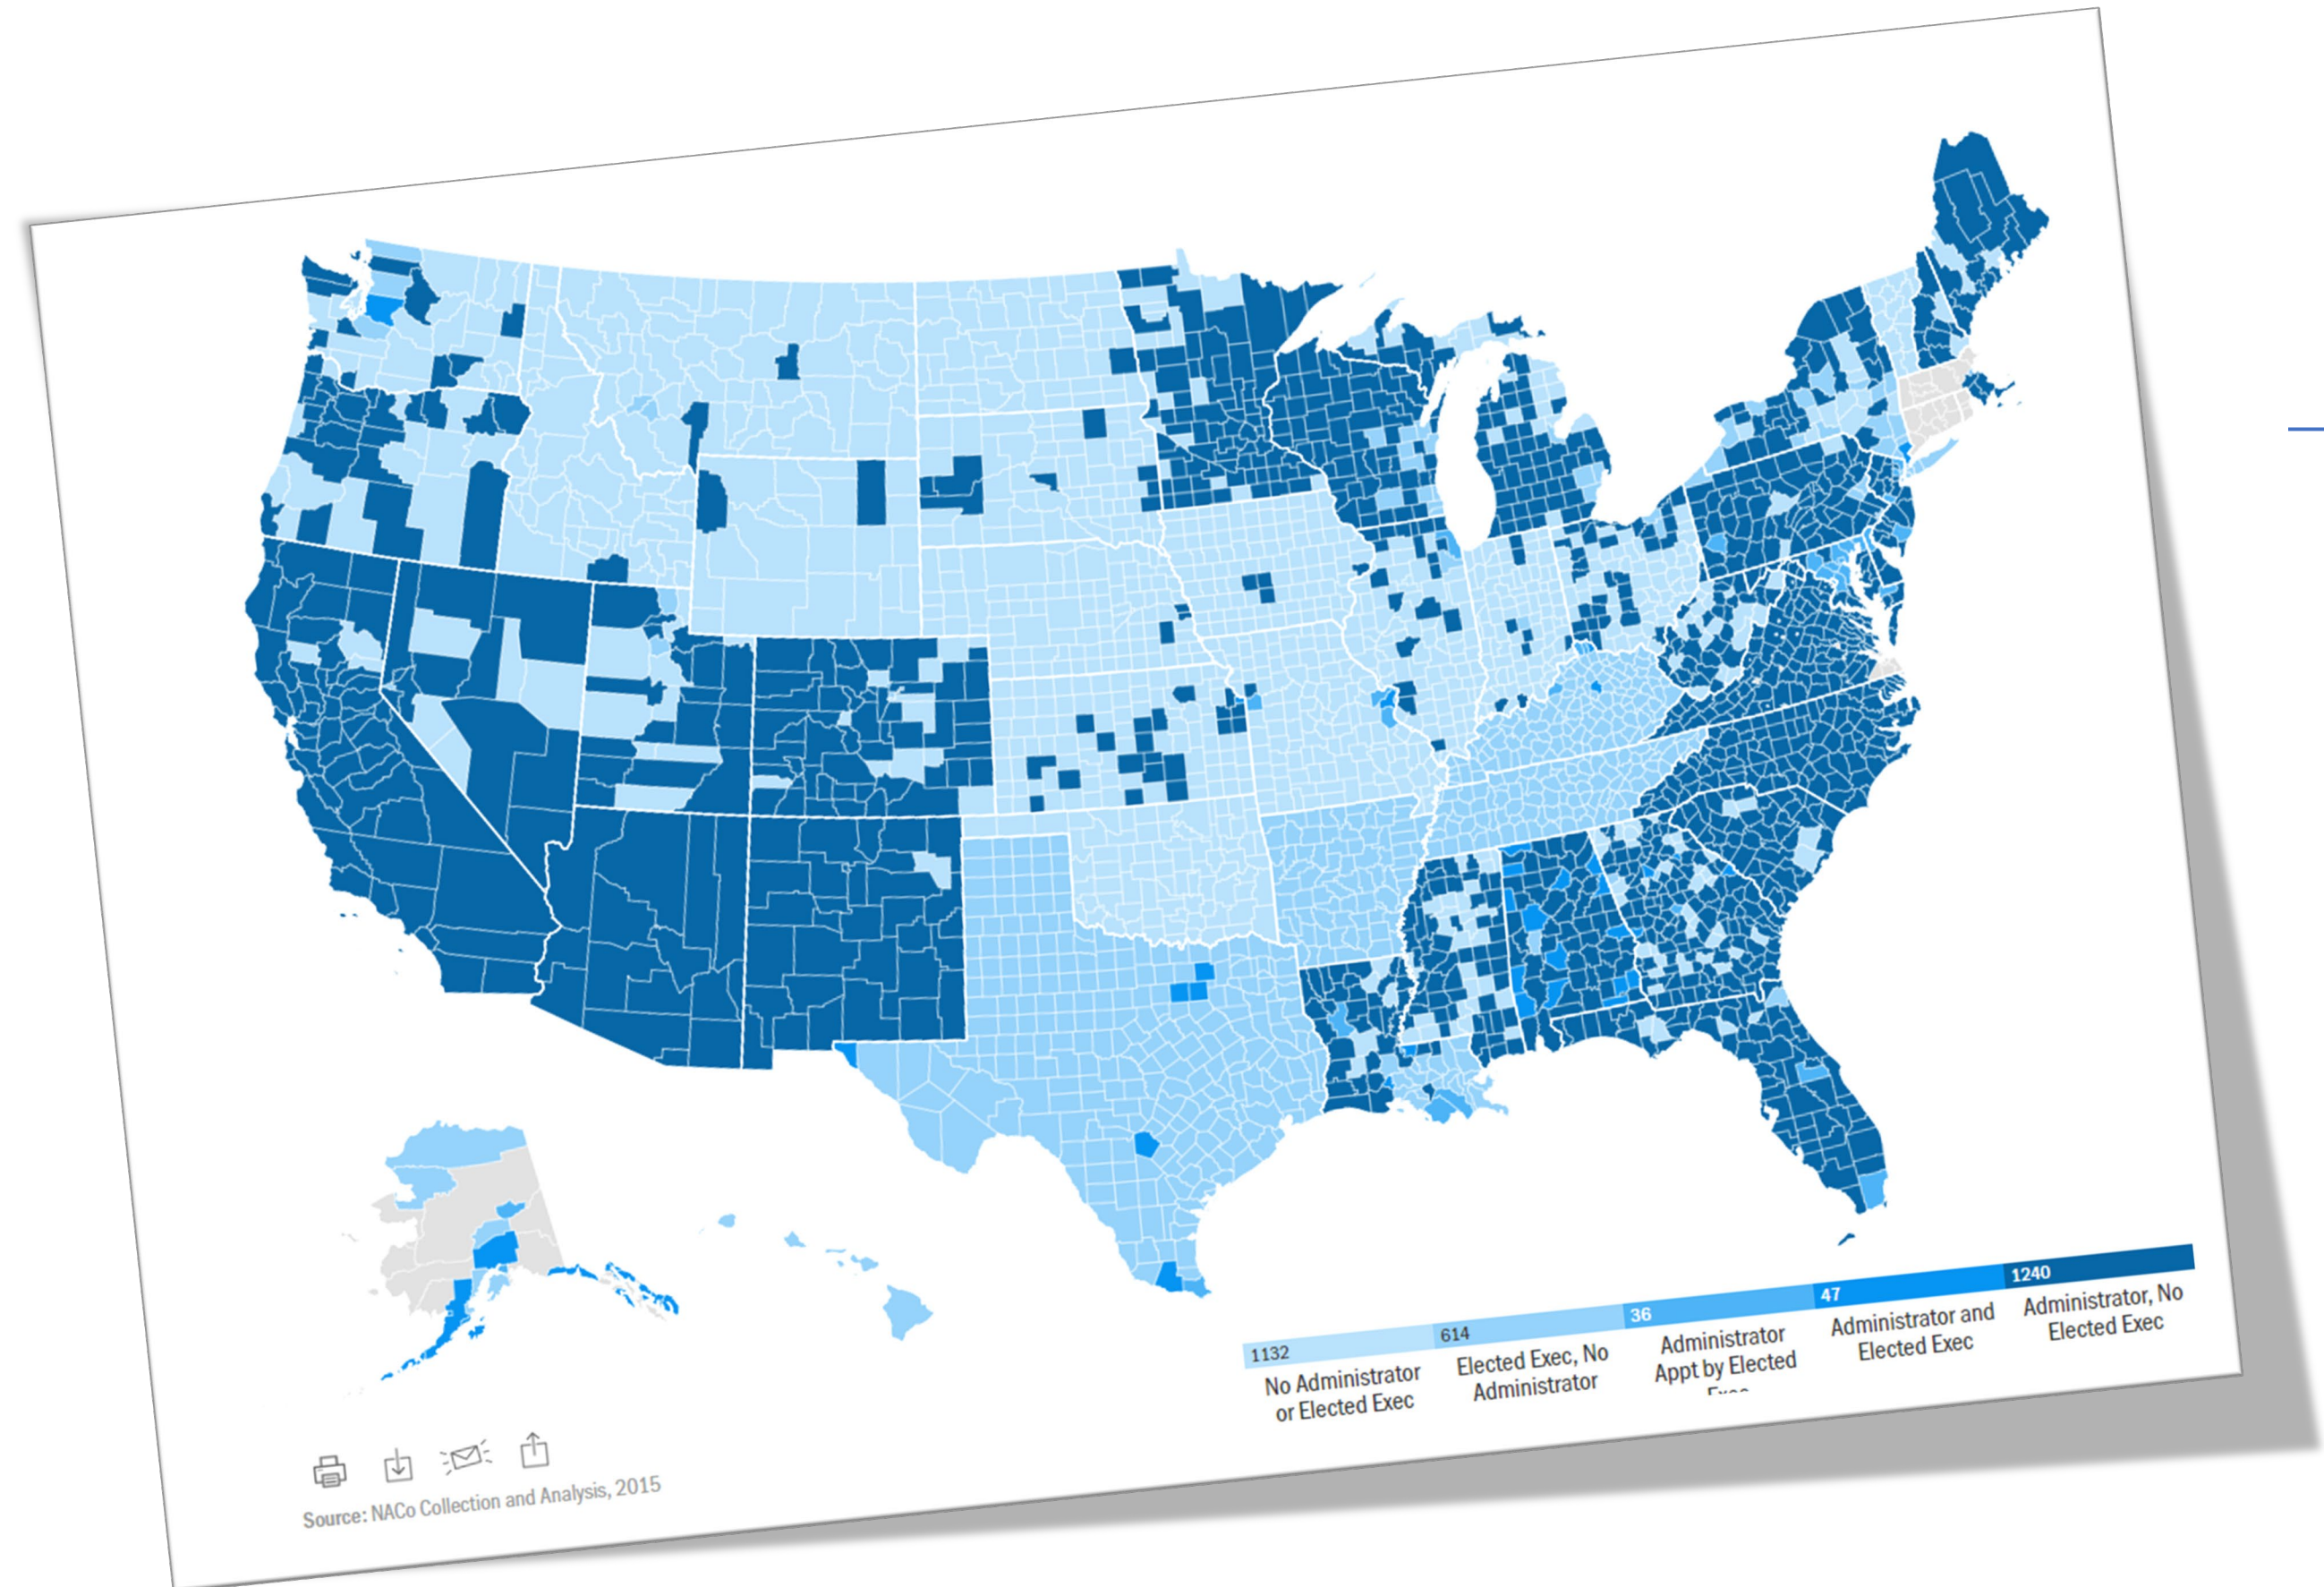 1132
614
36
47
1240
No Administrator
or Elected Exec
Elected Exec, No
Administrator
Administrator
Appt by Elected
Administrator and
Elected Exec
Administrator, No
Elected Exec
Source: NACo Collection and Analysis, 2015